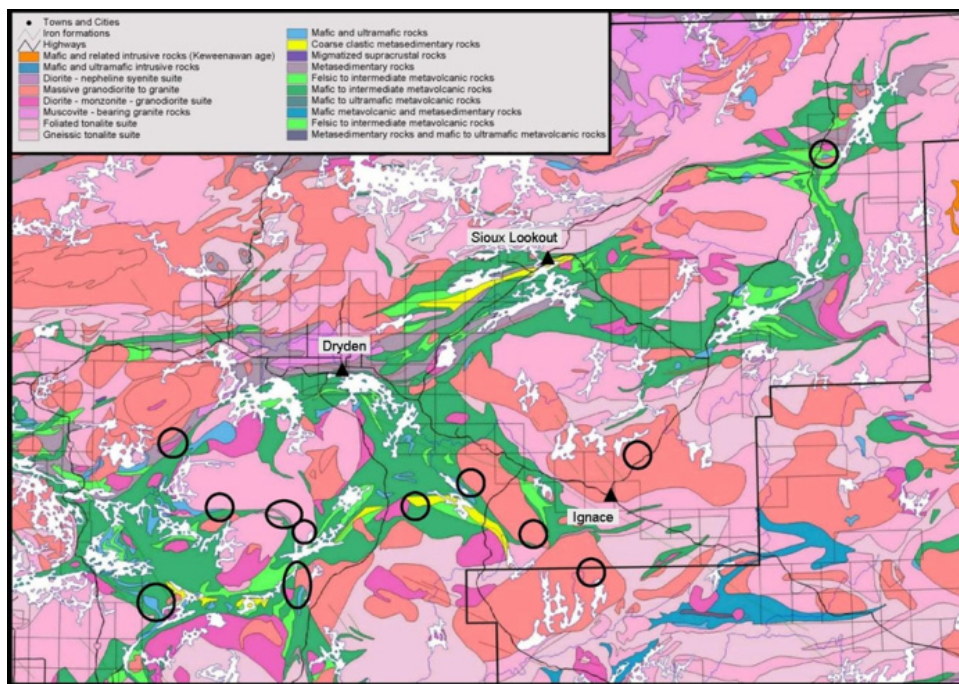 Towns and Cities
Iron formations
Highways
Mafic and related intrusive rocks (Keweenawan age)
Mafic and ultramafic intrusive rocks
Diorite - nepheline syenite suite
Massive granodiorite to granite
Diorite - monzonite - granodiorite suite
Muscovite - bearing granite rocks
Foliated tonalite suite
Gneissic tonalite suite
Mafic and ultramafic rocks
Coarse clastic metasedimentary rocks
Migmatized supracrustal rocks
Metasedimentary rocks
Felsic to intermediate metavolcanic rocks
Mafic to intermediate metavolcanic rocks
Mafic to ultramafic metavolcanic rocks
Mafic metavolcanic and metasedimentary rocks
Felsic to intermediate metavolcanic rocks
Metasedimentary rocks and mafic to ultramafic metavolcanic rocks
Sioux Lookout
Dryden
Ignace